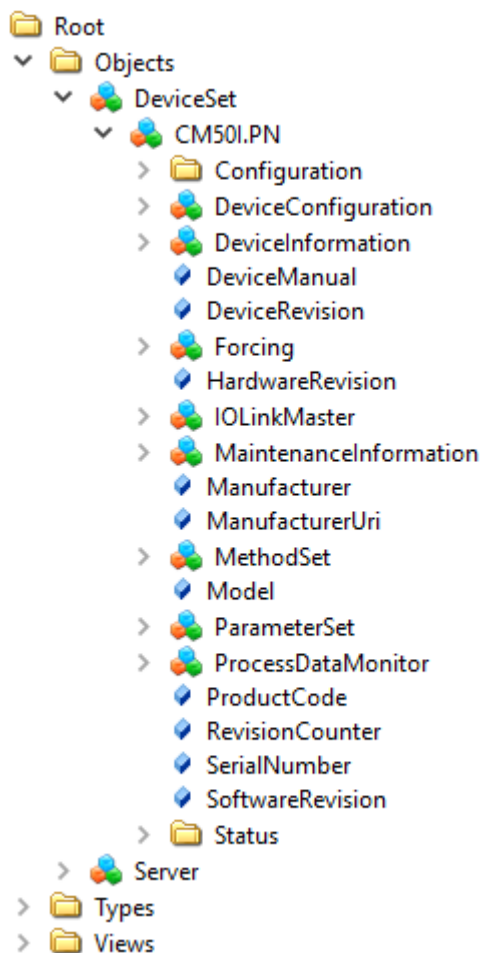 Root
Objects
DeviceSet
CM50I.PN
Configuration
DeviceConfiguration
DeviceInformation
DeviceManual
DeviceRevision
Forcing
HardwareRevision
IOLinkMaster
MaintenanceInformation
Manufacturer
ManufacturerUri
MethodSet
Model
ParameterSet
ProcessDataMonitor
ProductCode
RevisionCounter
SerialNumber
SoftwareRevision
Status
Server
Types
Views